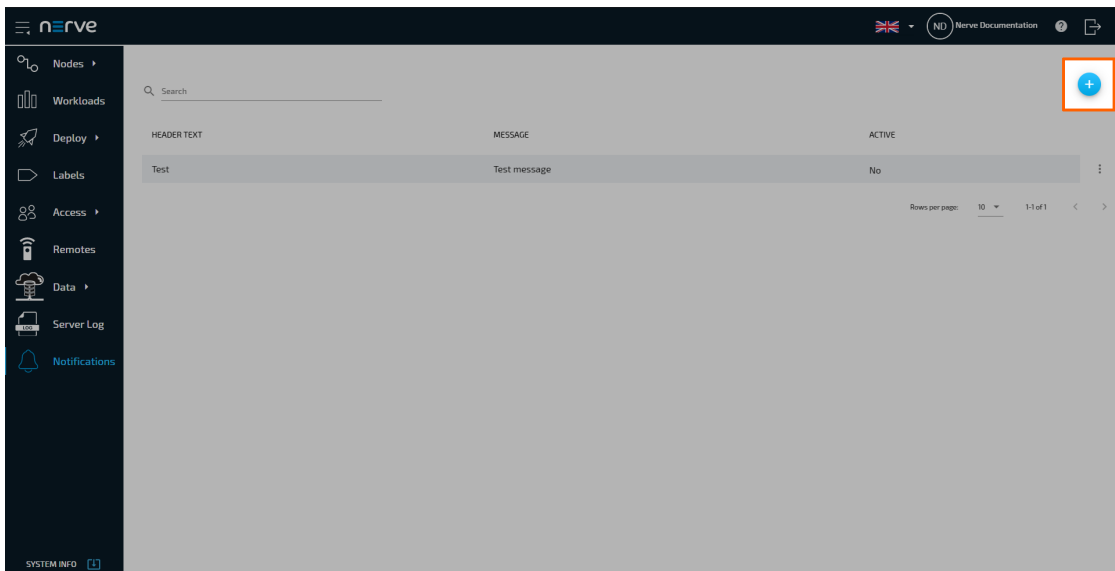 nerve
ND Nerve Documentation ?
Nodes
Workloads
Deploy
Labels
Access
Remotes
Data
LOG Server Log
Notifications
SYSTEM INFO
Search
HEADER TEXT MESSAGE ACTIVE
Test Test message No
Rows per page: 10 1-1 of 1